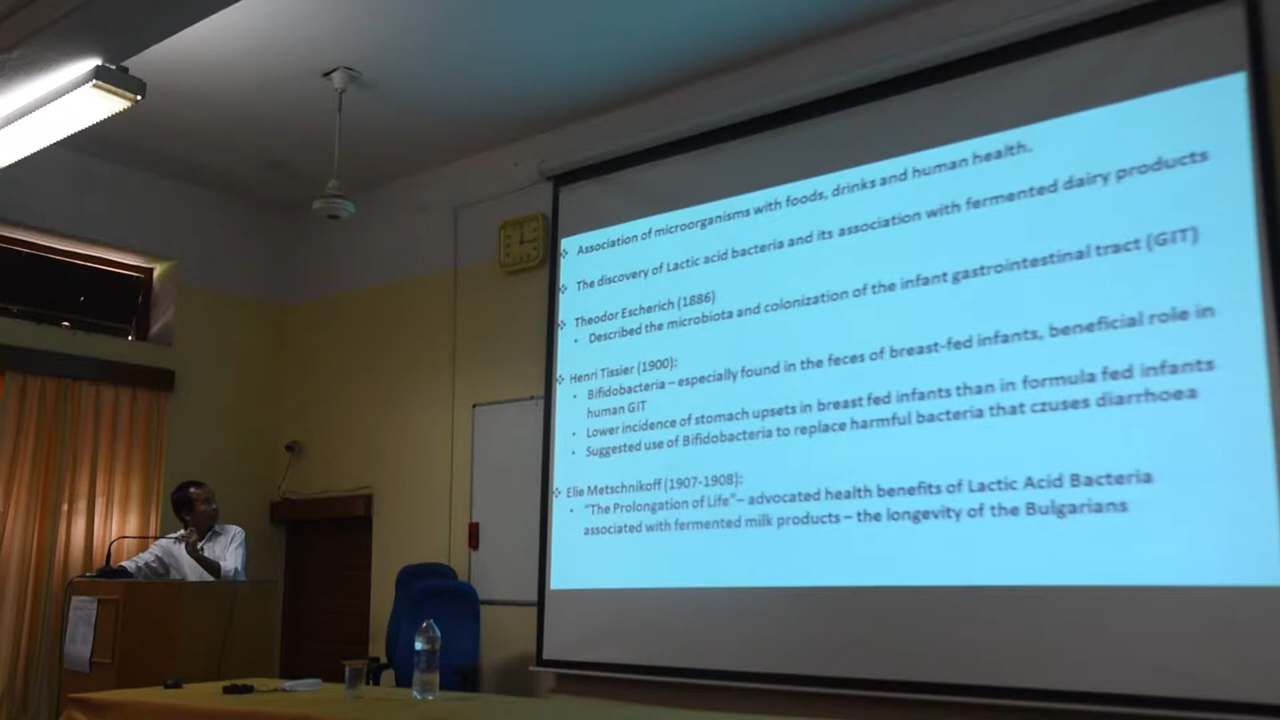 Association of microorganisms with foods, drinks and human health.
The discovery of Lactic acid bacteria and its association with fermented dairy products
Theodor Escherich (1886)
Described the microbiota and colonization of the infant gastrointestinal tract (GIT)
Henri Tissier (1900):
Bifidobacteria – especially found in the feces of breast-fed infants, beneficial role in
human GIT
Lower incidence of stomach upsets in breast fed infants than in formula fed infants
Suggested use of Bifidobacteria to replace harmful bacteria that czuses diarrhoea
Elie Metschnikoff (1907-1908):
"The Prolongation of Life" – advocated health benefits of Lactic Acid Bacteria
associated with fermented milk products – the longevity of the Bulgarians